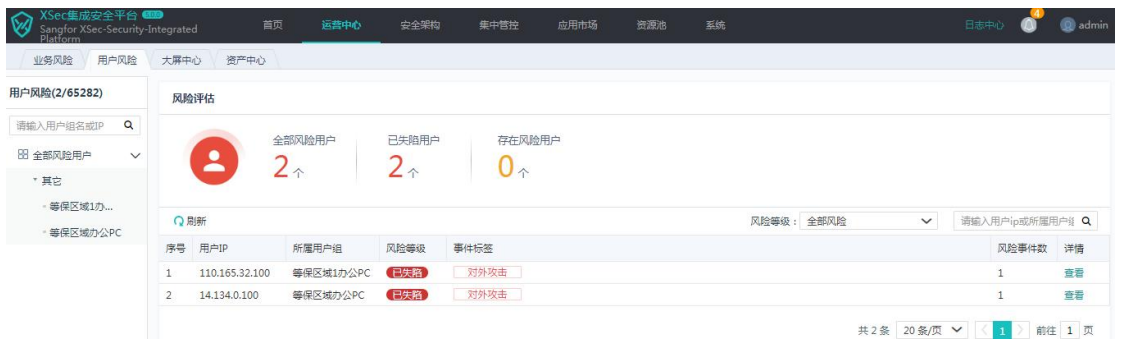 XSec集成安全平台 3.0.0
Sangfor XSec-Security-Integrated
Platform
首页 运营中心 安全架构 集中管控 应用市场 资源池 系统
日志中心 4 admin
业务风险 用户风险 大屏中心 资产中心
用户风险(2/65282)
请输入用户组名或IP
全部风险用户
其它
等保区域1办...
等保区域办公PC
风险评估
全部风险用户 已失陷用户 存在风险用户
2个 2个 0个
刷新 风险等级： 全部风险 请输入用户ip或所属用户组
序号 用户IP 所属用户组 风险等级 事件标签 风险事件数 详情
1 110.165.32.100 等保区域1办公PC 已失陷 对外攻击 1 查看
2 14.134.0.100 等保区域办公PC 已失陷 对外攻击 1 查看
共 2 条 20 条/页 1 前往 1 页